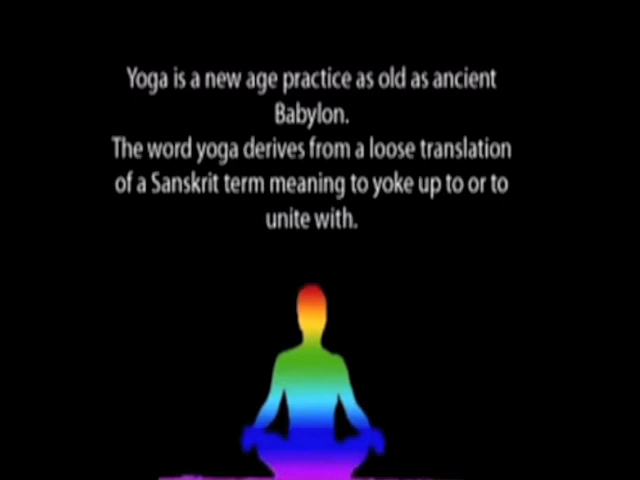 Yoga is a new age practice as old as ancient
Babylon.
The word yoga derives from a loose translation
of a Sanskrit term meaning to yoke up to or to
unite with.